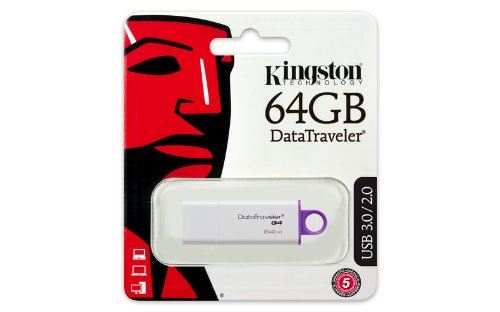 Kingston®
TECHNOLOGY
64GB
DataTraveler®
DataTraveler®
G4
64GB
USB 3.0 / 2.0
5